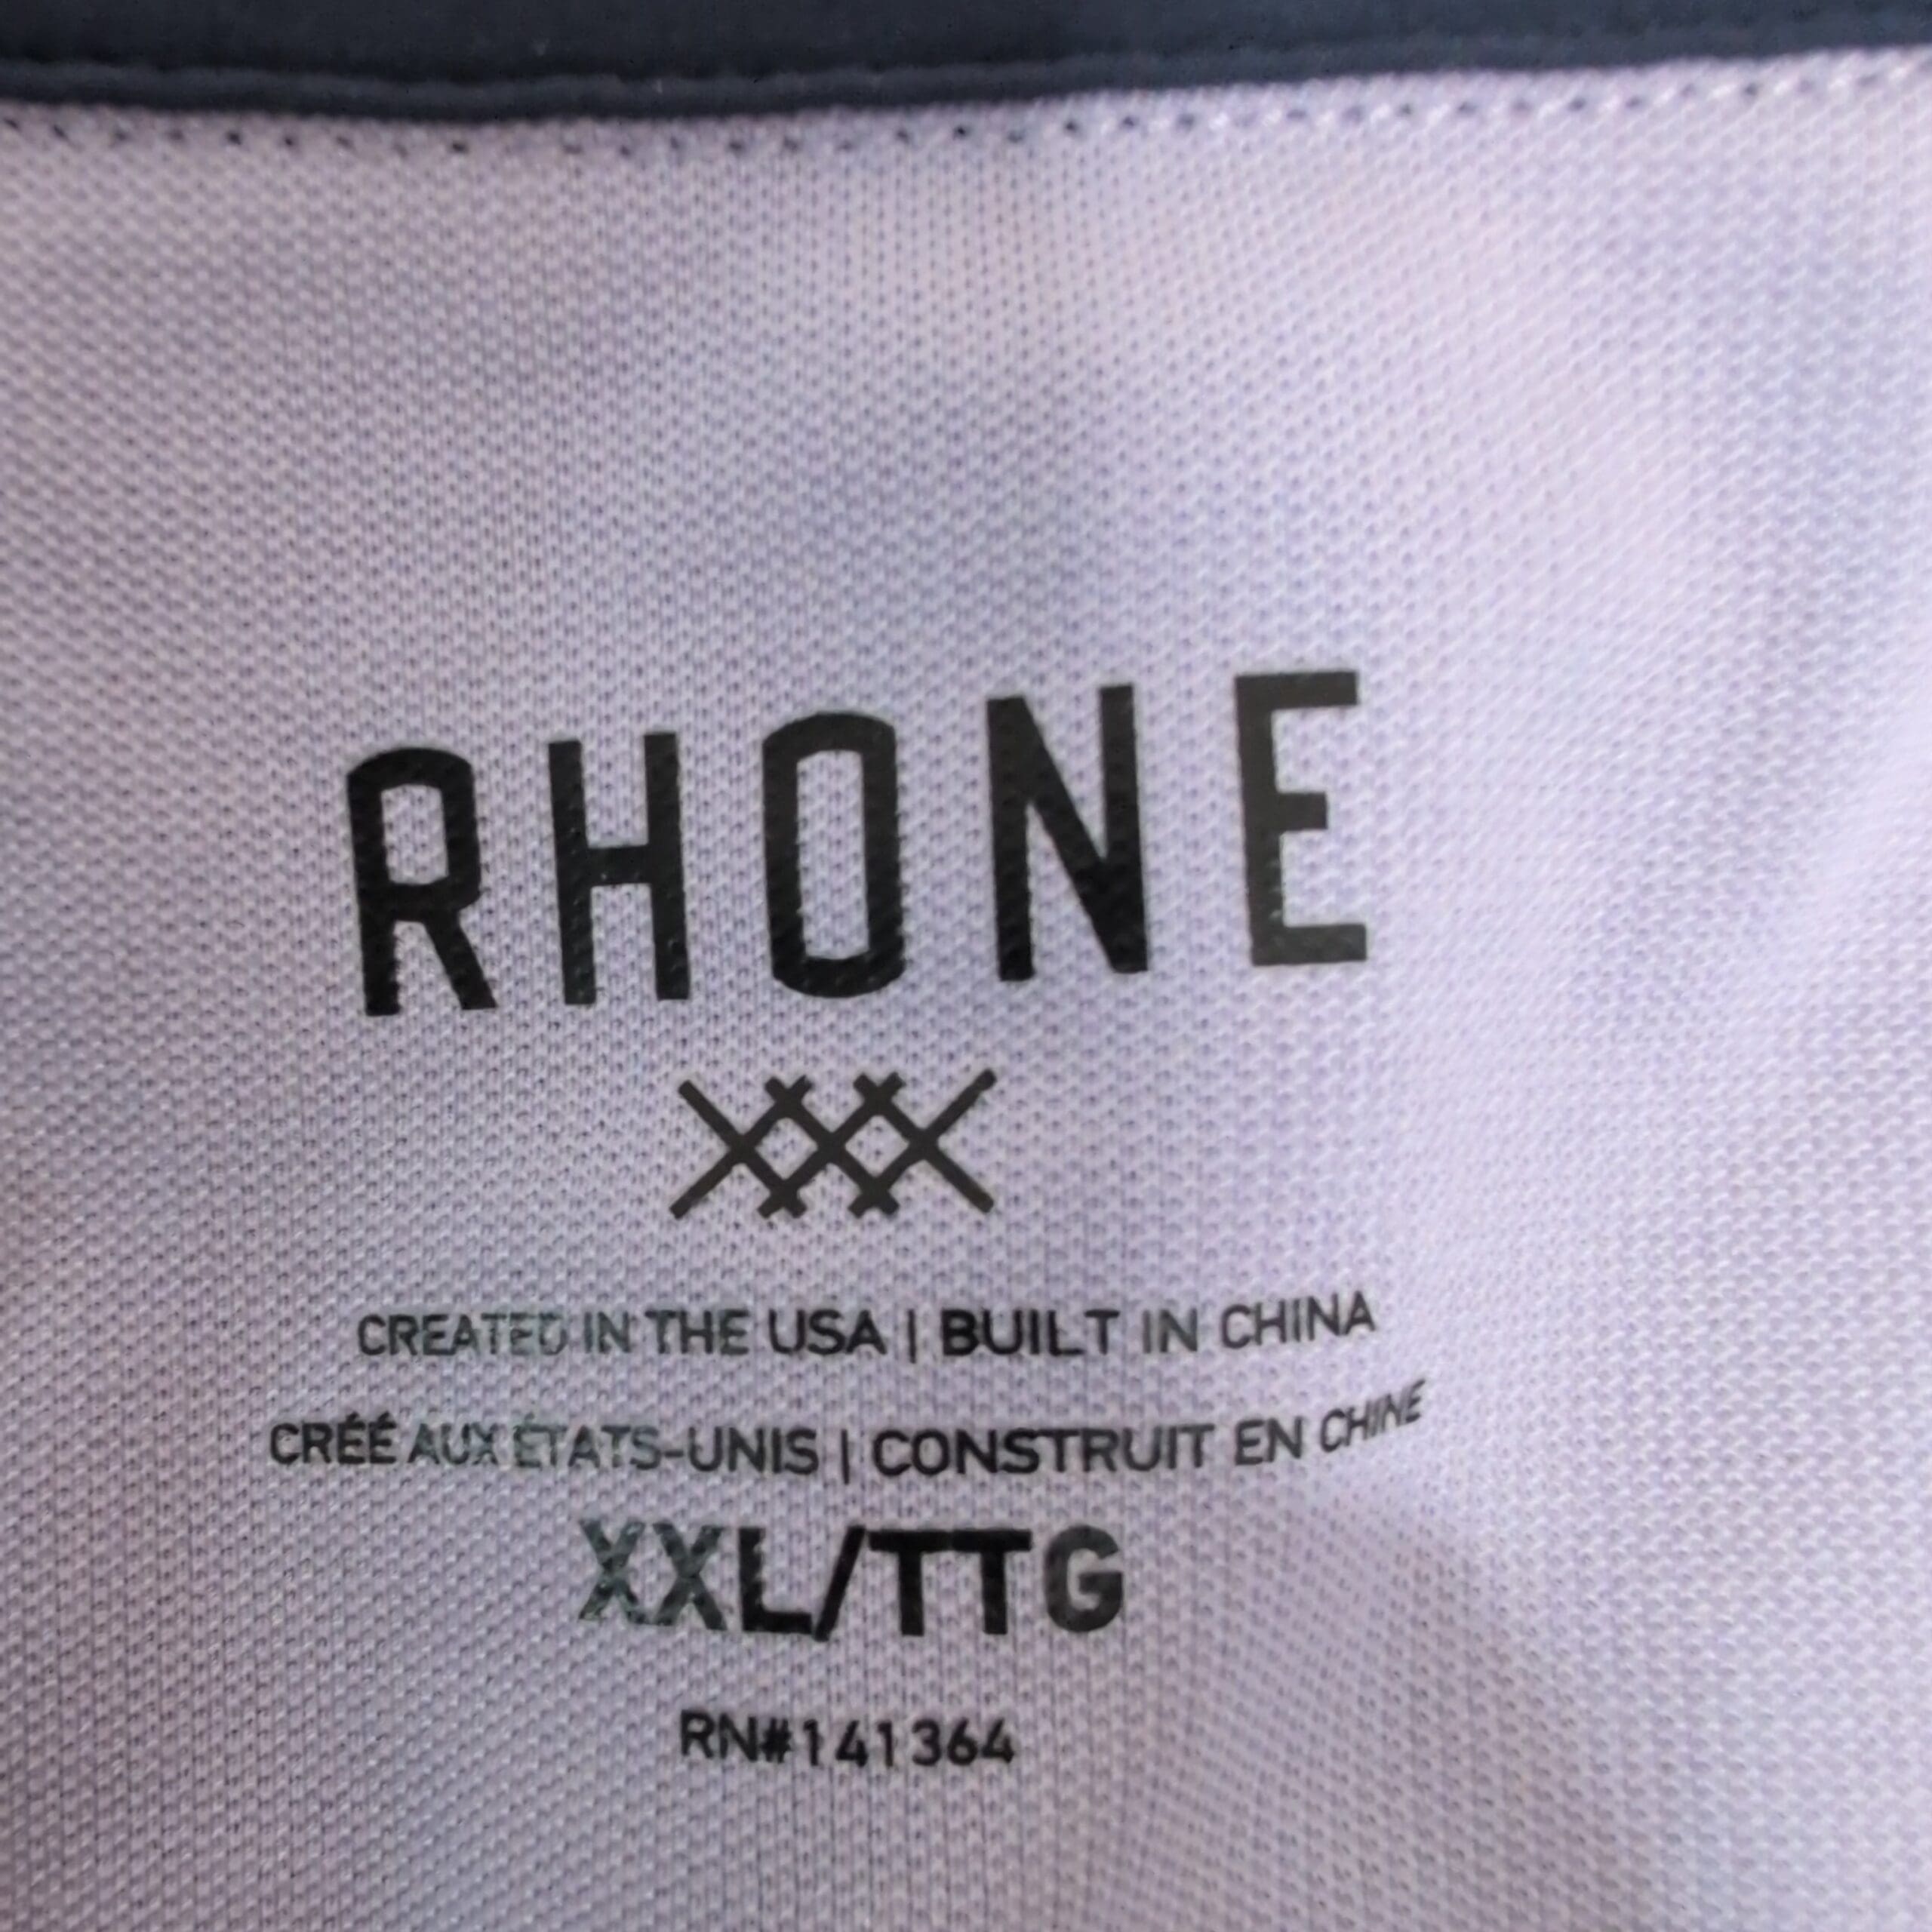 RHONE
CREATED IN THE USA | BUILT IN CHINA
CRÉÉ AUX ÉTATS-UNIS | CONSTRUIT EN CHINE
XXL/TTG
RN#141364